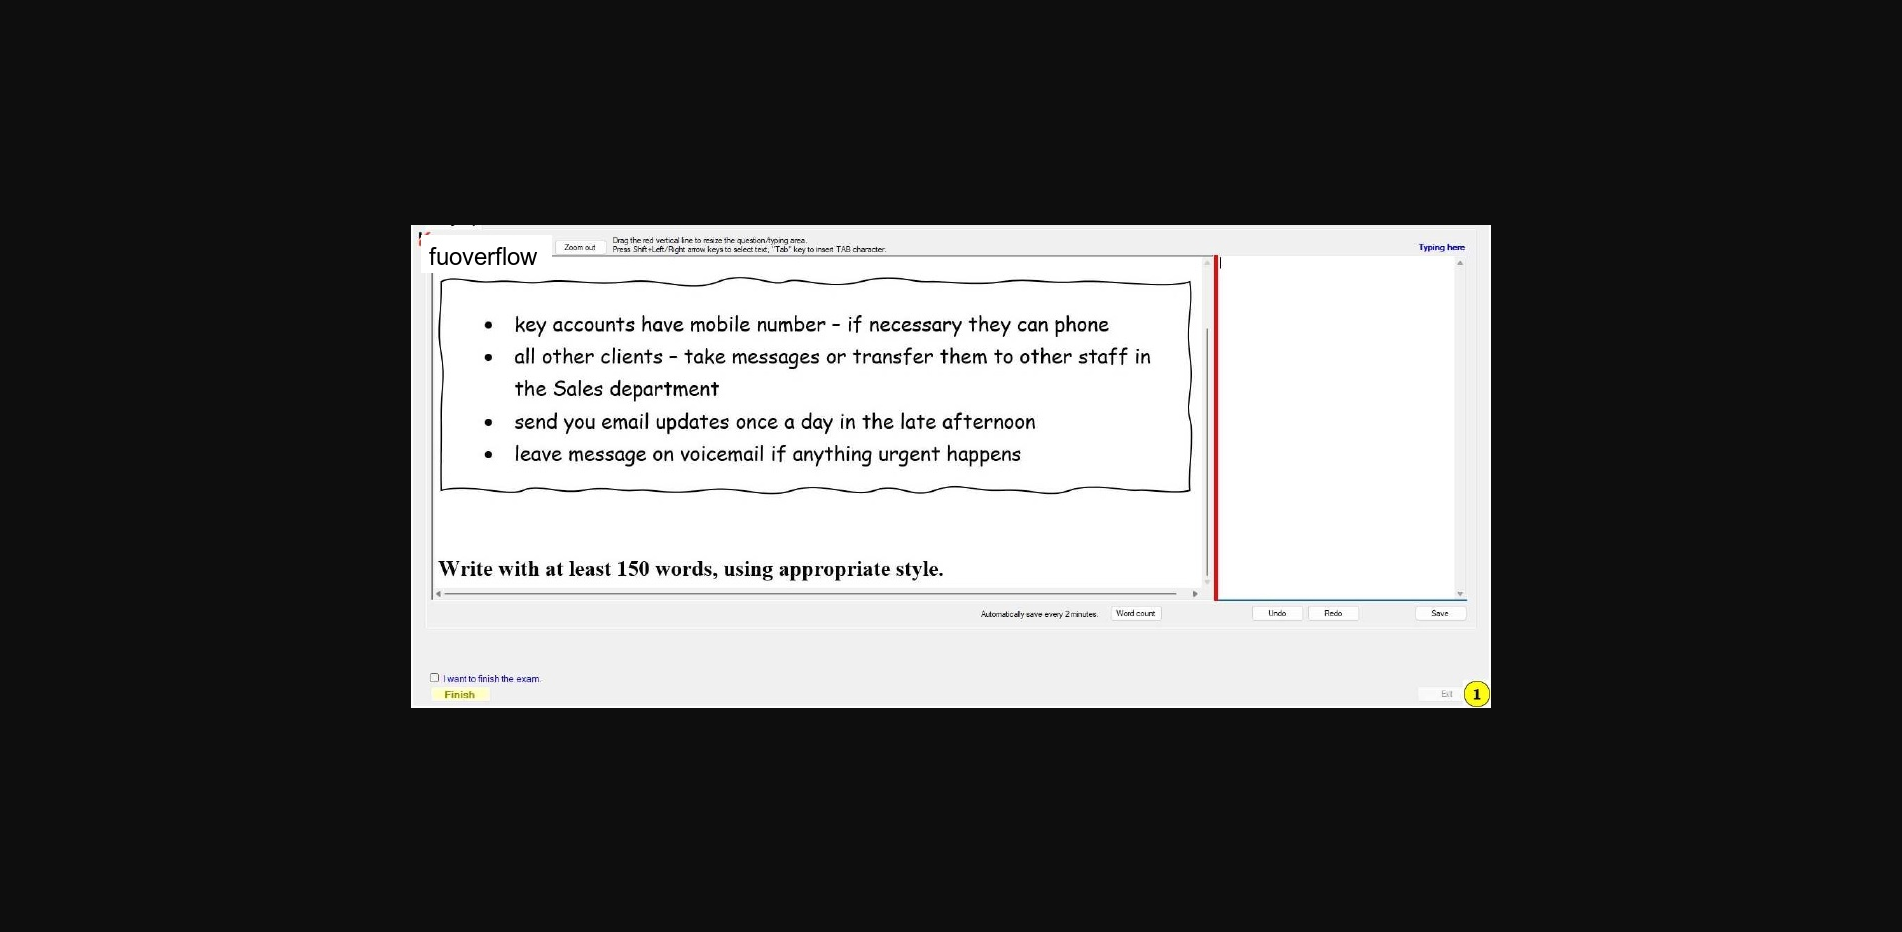 fuoverflow
Zoom out
Drag the red vertical line to resize the question/typing area.
Press Shift+Left/Right arrow keys to select text, "Tab" key to insert TAB character.
Typing here
• key accounts have mobile number – if necessary they can phone
• all other clients – take messages or transfer them to other staff in
the Sales department
• send you email updates once a day in the late afternoon
• leave message on voicemail if anything urgent happens
Write with at least 150 words, using appropriate style.
Automatically save every 2 minutes.
Word count
Undo
Redo
Save
I want to finish the exam.
Finish
Exit
1